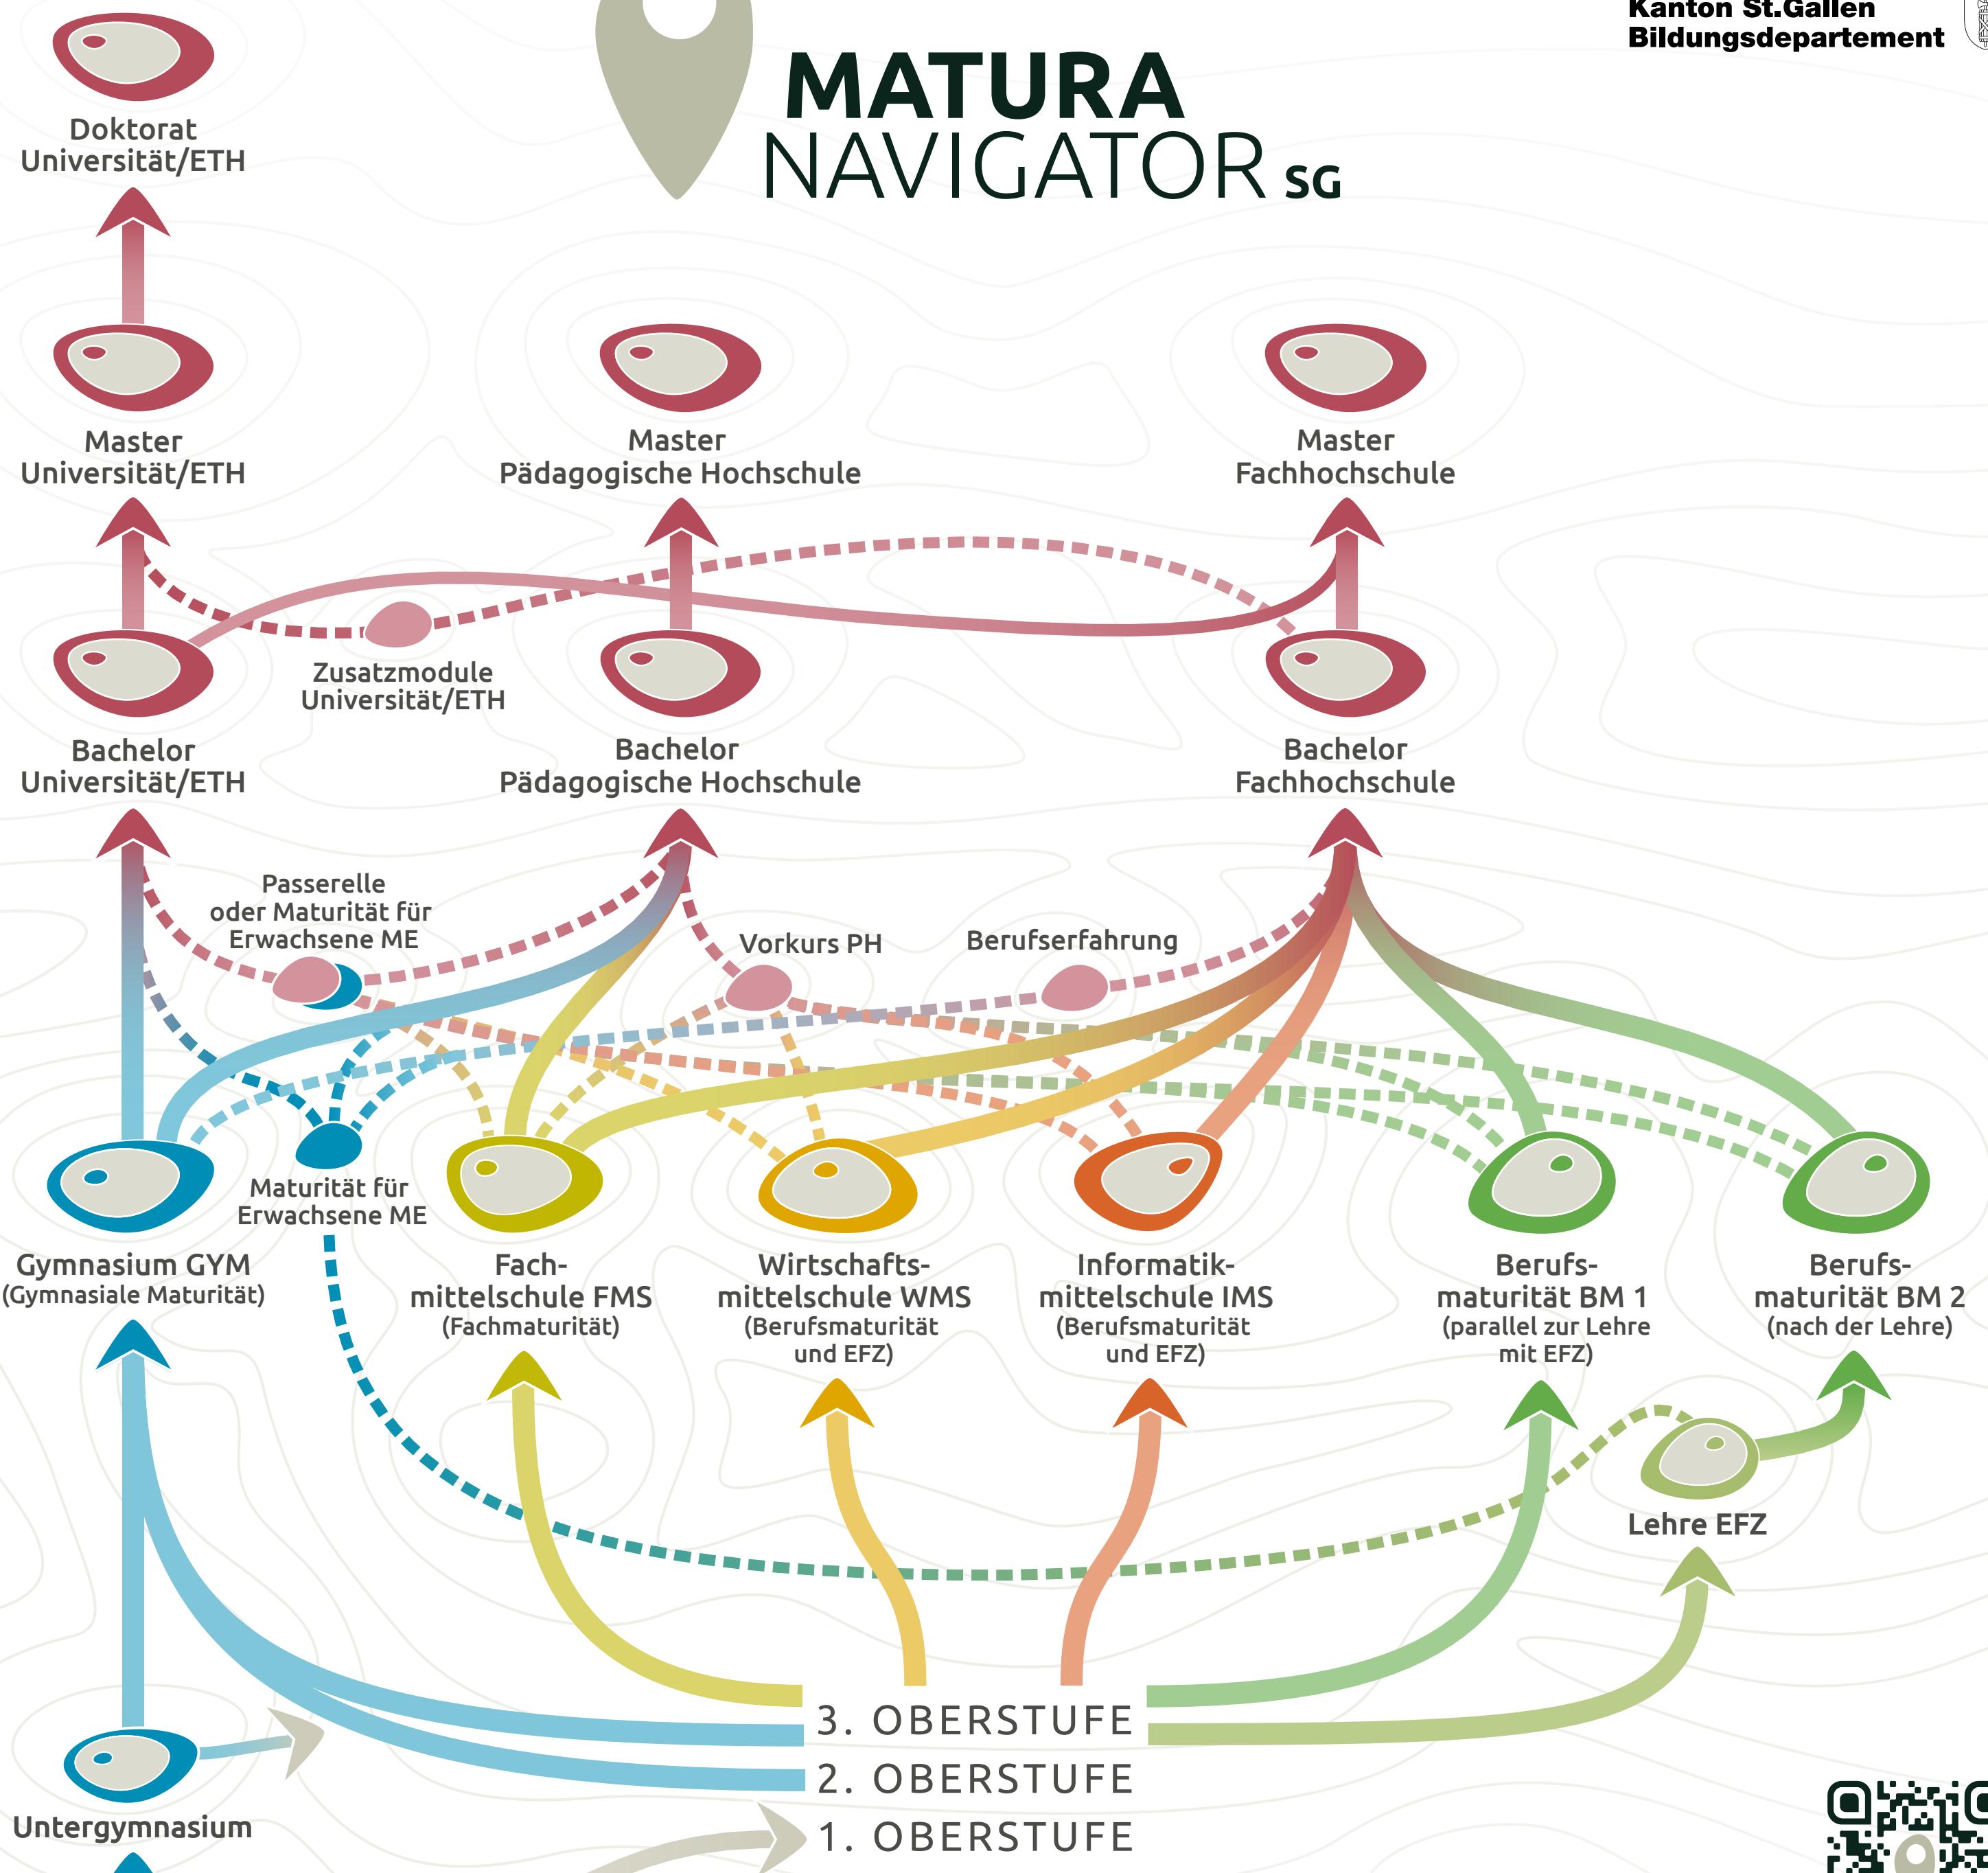 Kanton St.Gallen
Bildungsdepartement
MATURA
NAVIGATOR SG
Doktorat
Universität/ETH
Master
Universität/ETH
Master
Pädagogische Hochschule
Master
Fachhochschule
Zusatzmodule
Universität/ETH
Bachelor
Universität/ETH
Bachelor
Pädagogische Hochschule
Bachelor
Fachhochschule
Passerelle
oder Maturität für
Erwachsene ME
Vorkurs PH
Berufserfahrung
Maturität für
Erwachsene ME
Gymnasium GYM
(Gymnasiale Maturität)
Fach-
mittelschule FMS
(Fachmaturität)
Wirtschafts-
mittelschule WMS
(Berufsmaturität
und EFZ)
Informatik-
mittelschule IMS
(Berufsmaturität
und EFZ)
Berufs-
maturität BM 1
(parallel zur Lehre
mit EFZ)
Berufs-
maturität BM 2
(nach der Lehre)
Lehre EFZ
3. OBERSTUFE
2. OBERSTUFE
1. OBERSTUFE
Untergymnasium